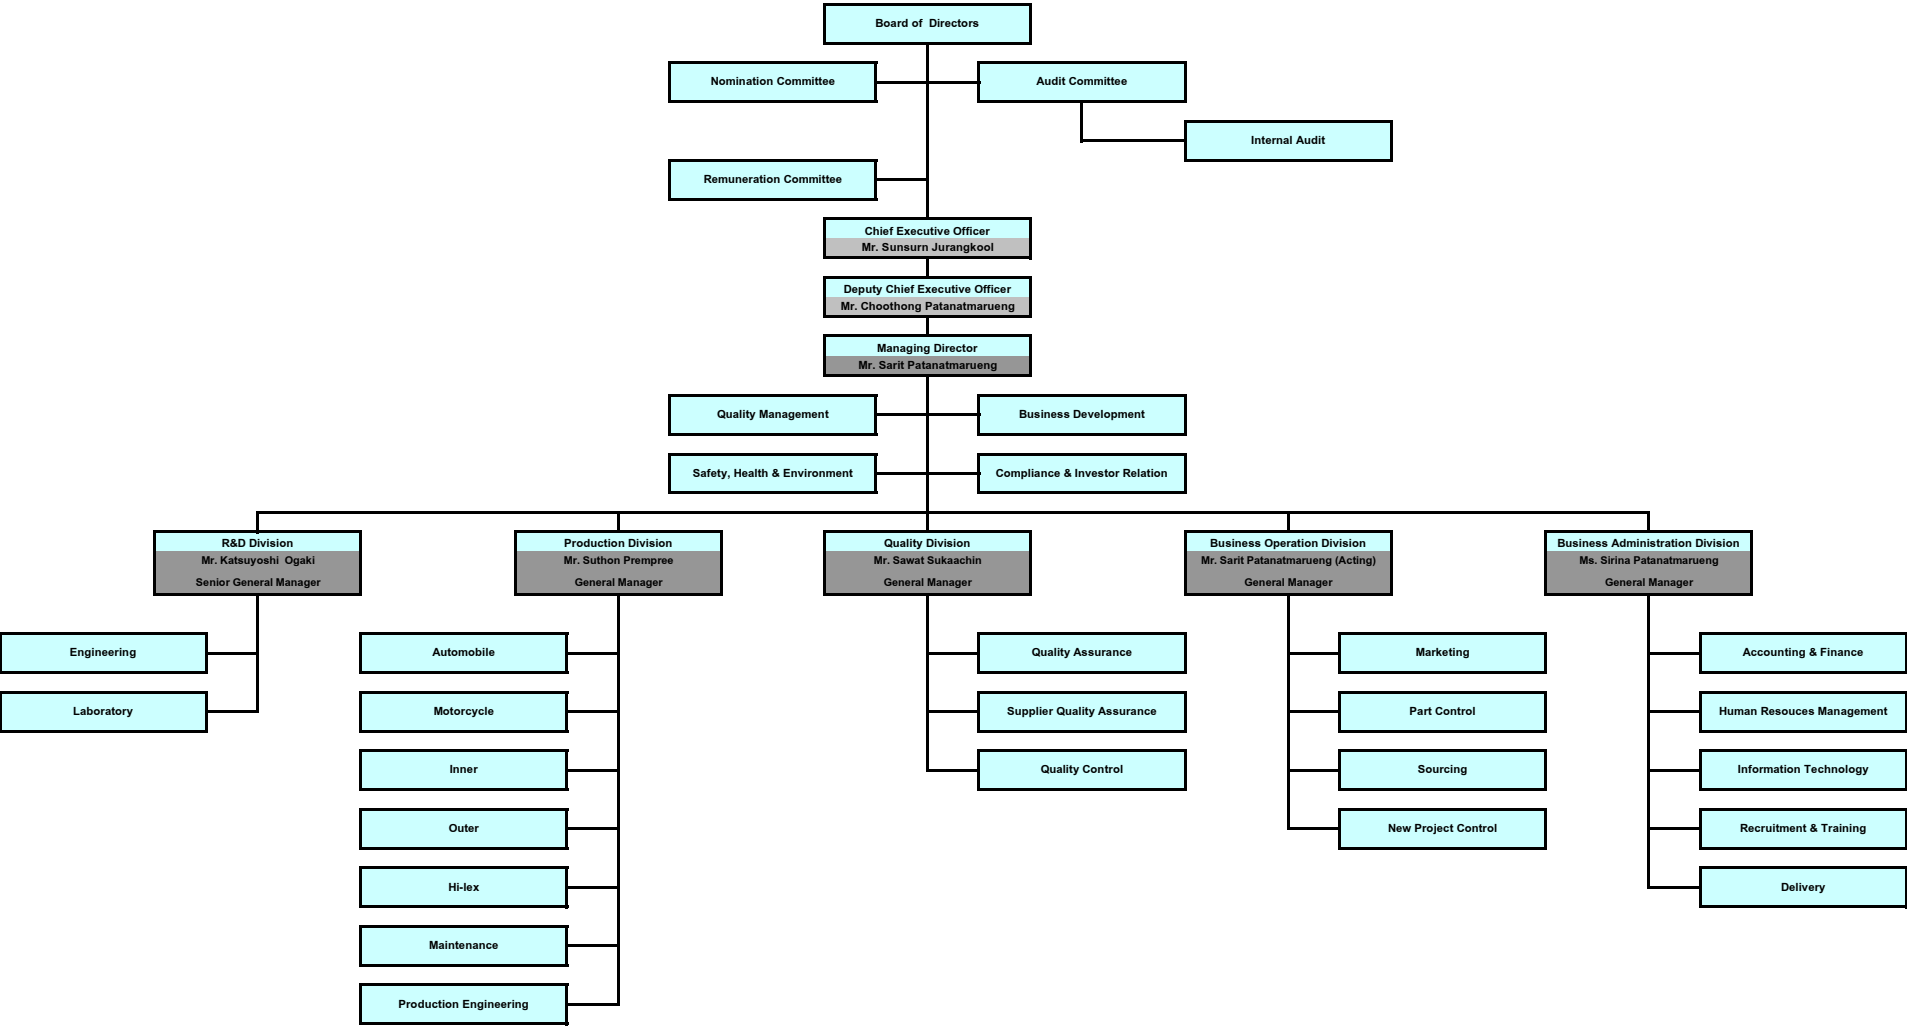 Board of Directors
Nomination Committee
Audit Committee
Internal Audit
Remuneration Committee
Chief Executive Officer
Mr. Sunsurn Jurangkool
Deputy Chief Executive Officer
Mr. Choothong Patanatmarueng
Managing Director
Mr. Sarit Patanatmarueng
Quality Management
Business Development
Safety, Health & Environment
Compliance & Investor Relation
R&D Division
Mr. Katsuyoshi Ogaki
Senior General Manager
Production Division
Mr. Suthon Prempree
General Manager
Quality Division
Mr. Sawat Sukaachin
General Manager
Business Operation Division
Mr. Sarit Patanatmarueng (Acting)
General Manager
Business Administration Division
Ms. Sirina Patanatmarueng
General Manager
Engineering
Laboratory
Automobile
Motorcycle
Inner
Outer
Hi-lex
Maintenance
Production Engineering
Quality Assurance
Supplier Quality Assurance
Quality Control
Marketing
Part Control
Sourcing
New Project Control
Accounting & Finance
Human Resouces Management
Information Technology
Recruitment & Training
Delivery